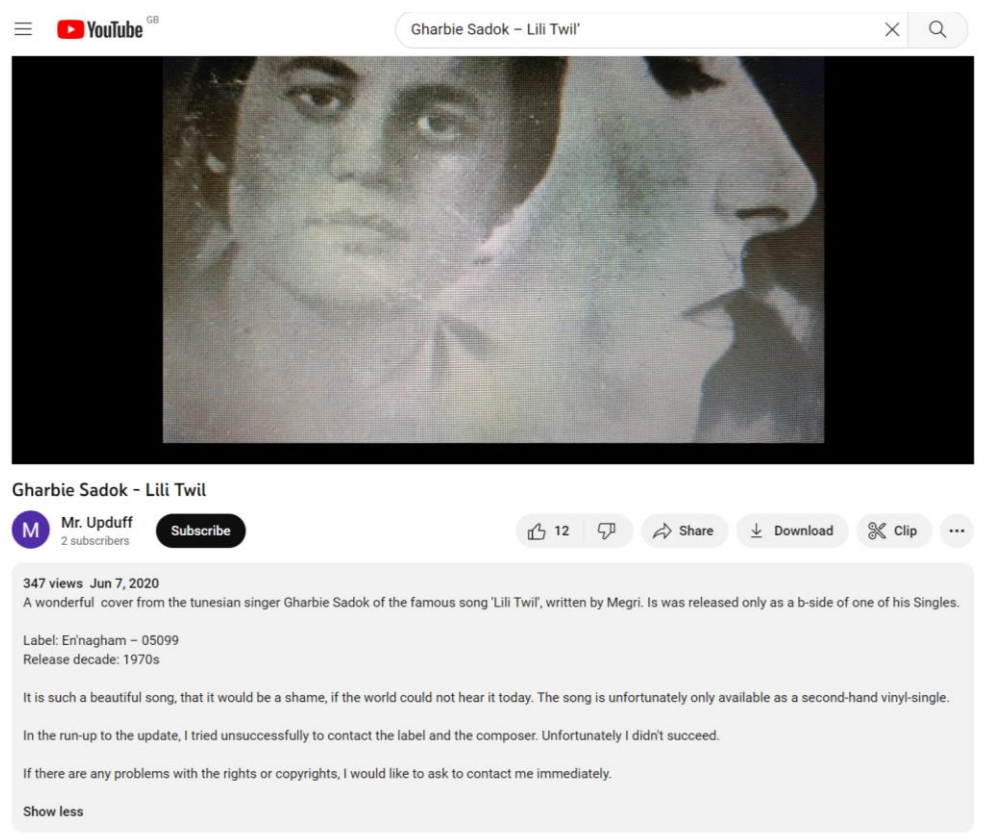 YouTube GB
Gharbie Sadok – Lili Twil'
Gharbie Sadok - Lili Twil
M
Mr. Upduff
2 subscribers
Subscribe
12
Share
Download
Clip
347 views Jun 7, 2020
A wonderful cover from the tunesian singer Gharbie Sadok of the famous song 'Lili Twil', written by Megri. Is was released only as a b-side of one of his Singles.
Label: En'nagham – 05099
Release decade: 1970s
It is such a beautiful song, that it would be a shame, if the world could not hear it today. The song is unfortunately only available as a second-hand vinyl-single.
In the run-up to the update, I tried unsuccessfully to contact the label and the composer. Unfortunately I didn't succeed.
If there are any problems with the rights or copyrights, I would like to ask to contact me immediately.
Show less